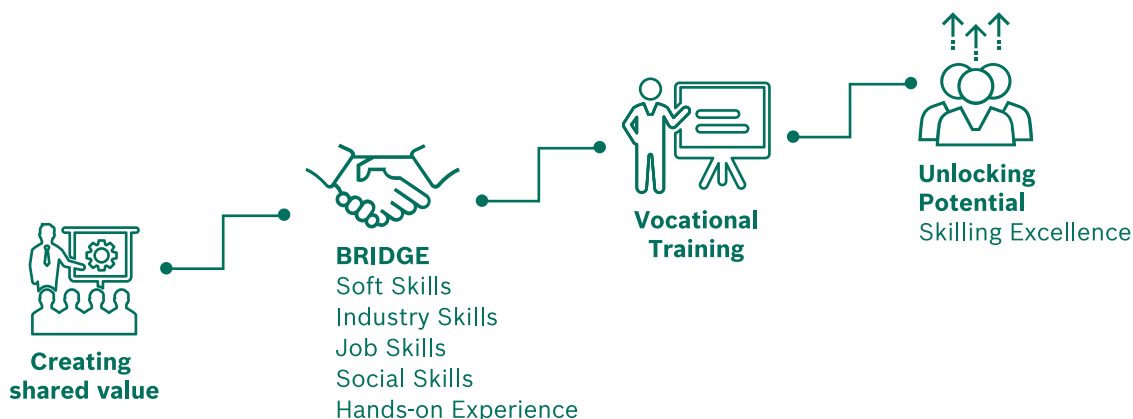 Creating
shared value
BRIDGE
Soft Skills
Industry Skills
Job Skills
Social Skills
Hands-on Experience
Vocational
Training
Unlocking
Potential
Skilling Excellence